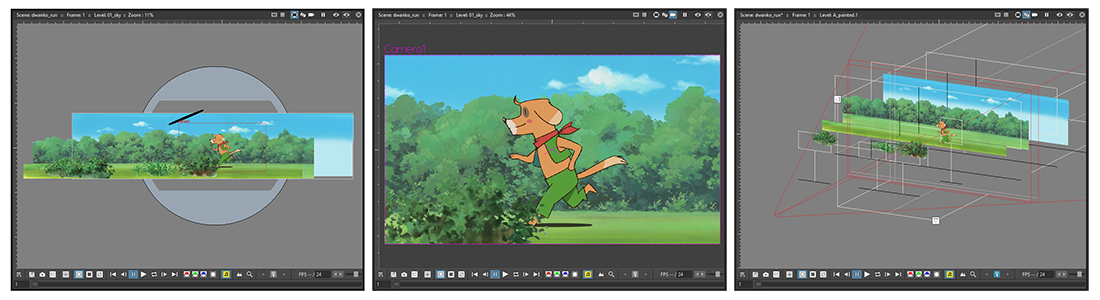 Scene: dwanko_run :: Frame: 1 :: Level: 01_sky :: Zoom : 11%
FPS -- / 24
1
Scene: dwanko_run :: Frame: 1 :: Level: 01_sky :: Zoom : 44%
Camera1
FPS -- / 24
1
Scene: dwanko_run* :: Frame: 1 :: Level: A_painted.1
FPS -- / 24
1